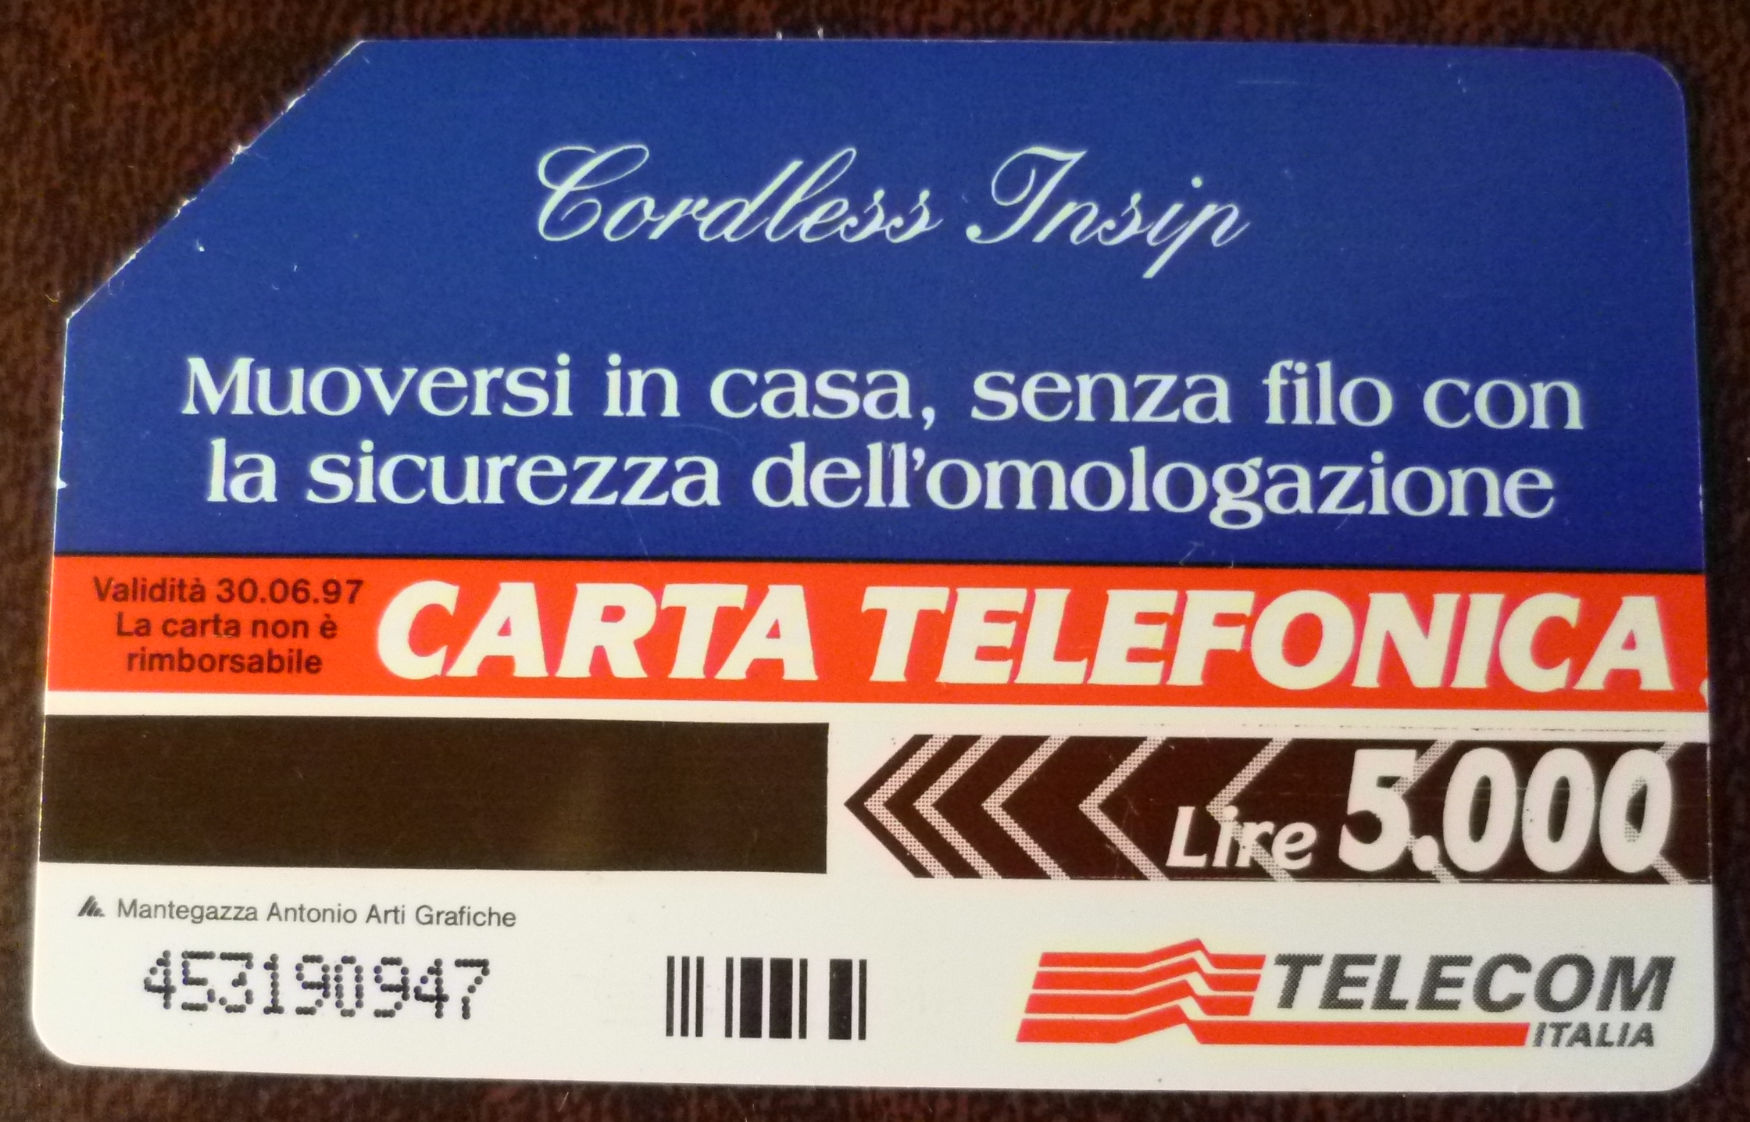 Cordless Insip
Muoversi in casa, senza filo con
la sicurezza dell'omologazione
Validità 30.06.97
La carta non è
rimborsabile
CARTA TELEFONICA
Lire 5.000
Mantegazza Antonio Arti Grafiche
453190947
TELECOM
ITALIA